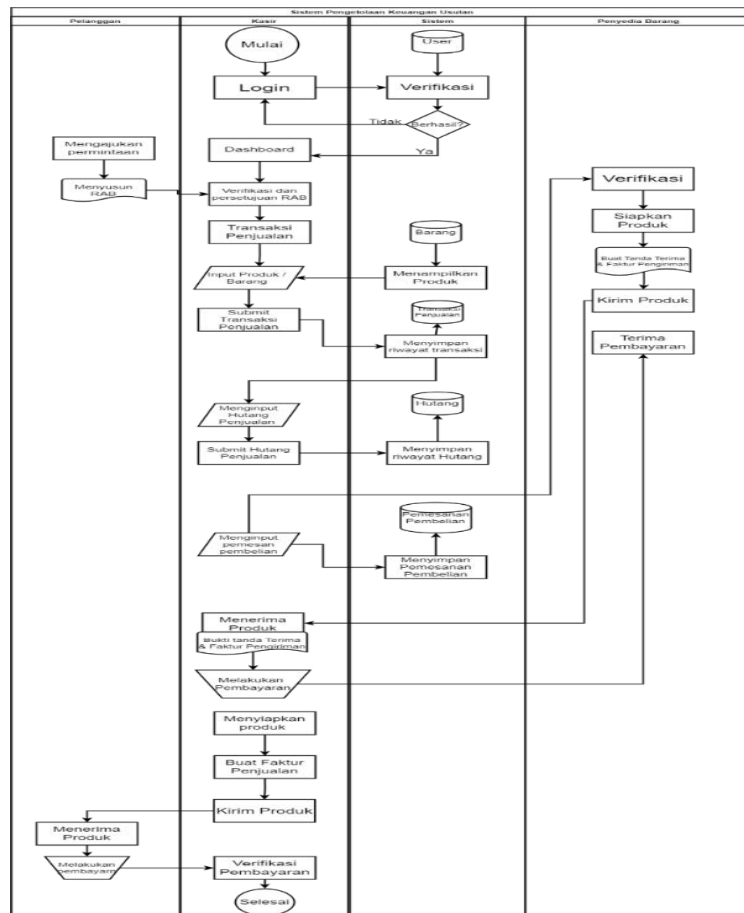 Sistem Pengelolaan Keuangan Usulan
Pelanggan
Kasir
Sistem
Penyedia Barang
Mulai
User
Login
Verifikasi
Tidak
Berhasil?
Ya
Mengajukan
permintaan
Dashboard
Menyusun
RAB
Verifikasi dan
persetujuan RAB
Verifikasi
Transaksi
Penjualan
Siapkan
Produk
Barang
Input Produk /
Barang
Menampilkan
Produk
Buat Tanda Terima
& Faktur Pengiriman
Kirim Produk
Submit
Transaksi
Penjualan
Transaksi
Penjualan
Menyimpan
riwayat transaksi
Terima
Pembayaran
Menginput
Hutang
Penjualan
Hutang
Submit Hutang
Penjualan
Menyimpan
riwayat Hutang
Pemesanan
Pembelian
Menginput
pemesan
pembelian
Menyimpan
Pemesanan
Pembelian
Menerima
Produk
Bukti tanda Terima
& Faktur Pengiriman
Melakukan
Pembayaran
Menyiapkan
produk
Buat Faktur
Penjualan
Kirim Produk
Menerima
Produk
Melakukan
pembayarn
Verifikasi
Pembayaran
Selesai